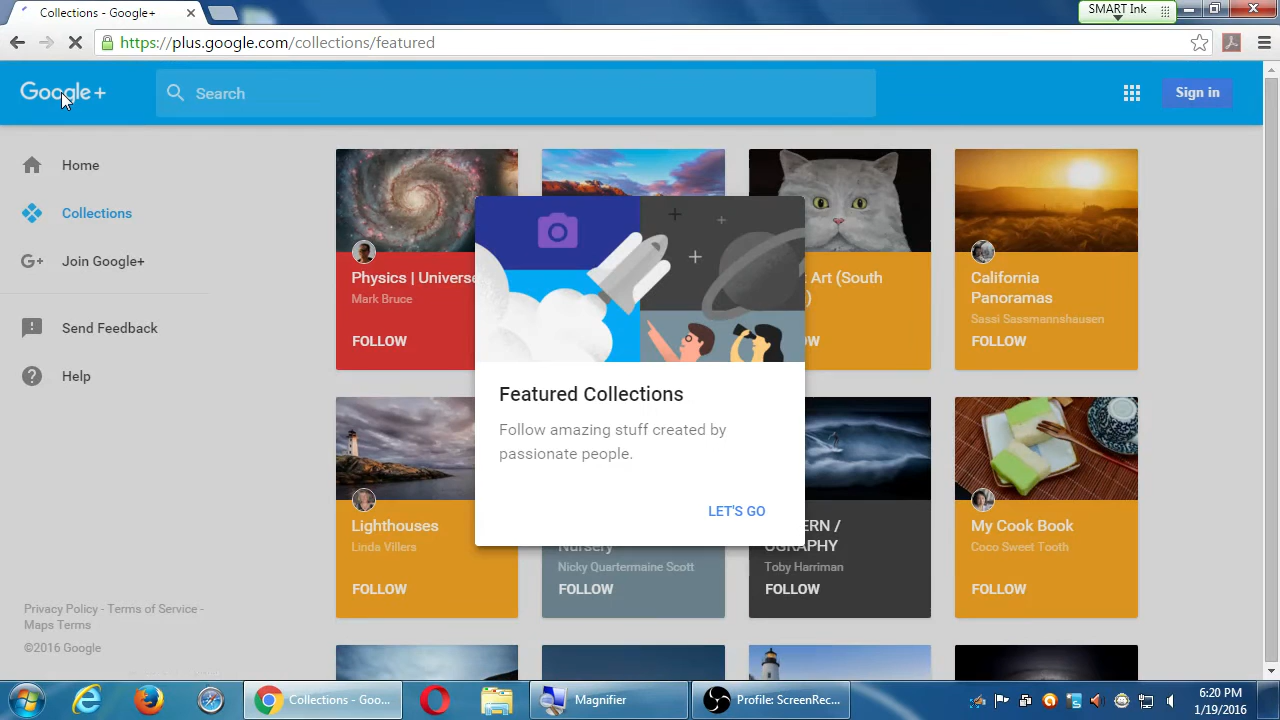 Collections - Google+
SMART Ink
https://plus.google.com/collections/featured
Google+
Search
Sign in
Home
Collections
Join Google+
Send Feedback
Help
Physics | Universe
Mark Bruce
FOLLOW
Art (South
)
OW
California
Panoramas
Sassi Sassmannshausen
FOLLOW
Featured Collections
Follow amazing stuff created by
passionate people.
LET'S GO
Lighthouses
Linda Villers
FOLLOW
Nursery
Nicky Quartermaine Scott
FOLLOW
ERN /
OGRAPHY
Toby Harriman
FOLLOW
My Cook Book
Coco Sweet Tooth
FOLLOW
Privacy Policy - Terms of Service -
Maps Terms
©2016 Google
Collections - Goo...
Magnifier
Profile: ScreenRec...
6:20 PM
1/19/2016